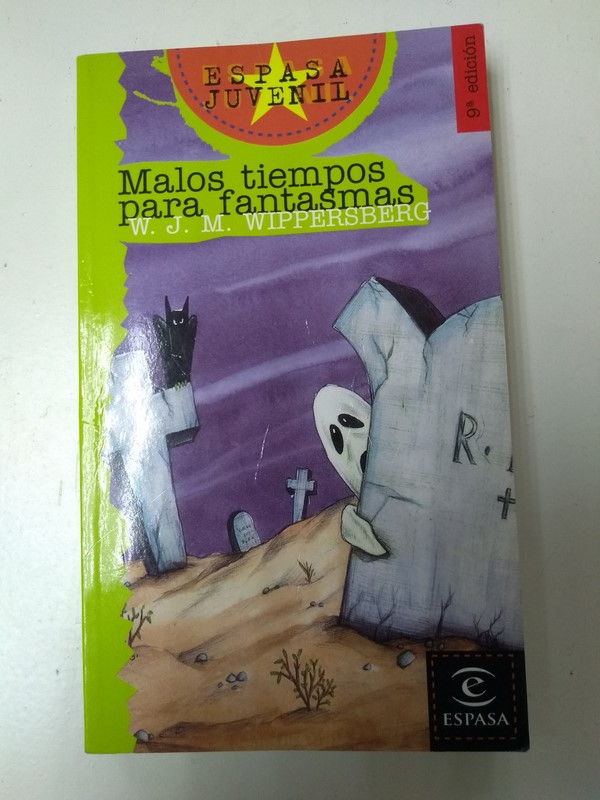 ESPASA
JUVENIL
9ª edición
Malos tiempos
para fantasmas
W. J. M. WIPPERSBERG
R.
e
ESPASA